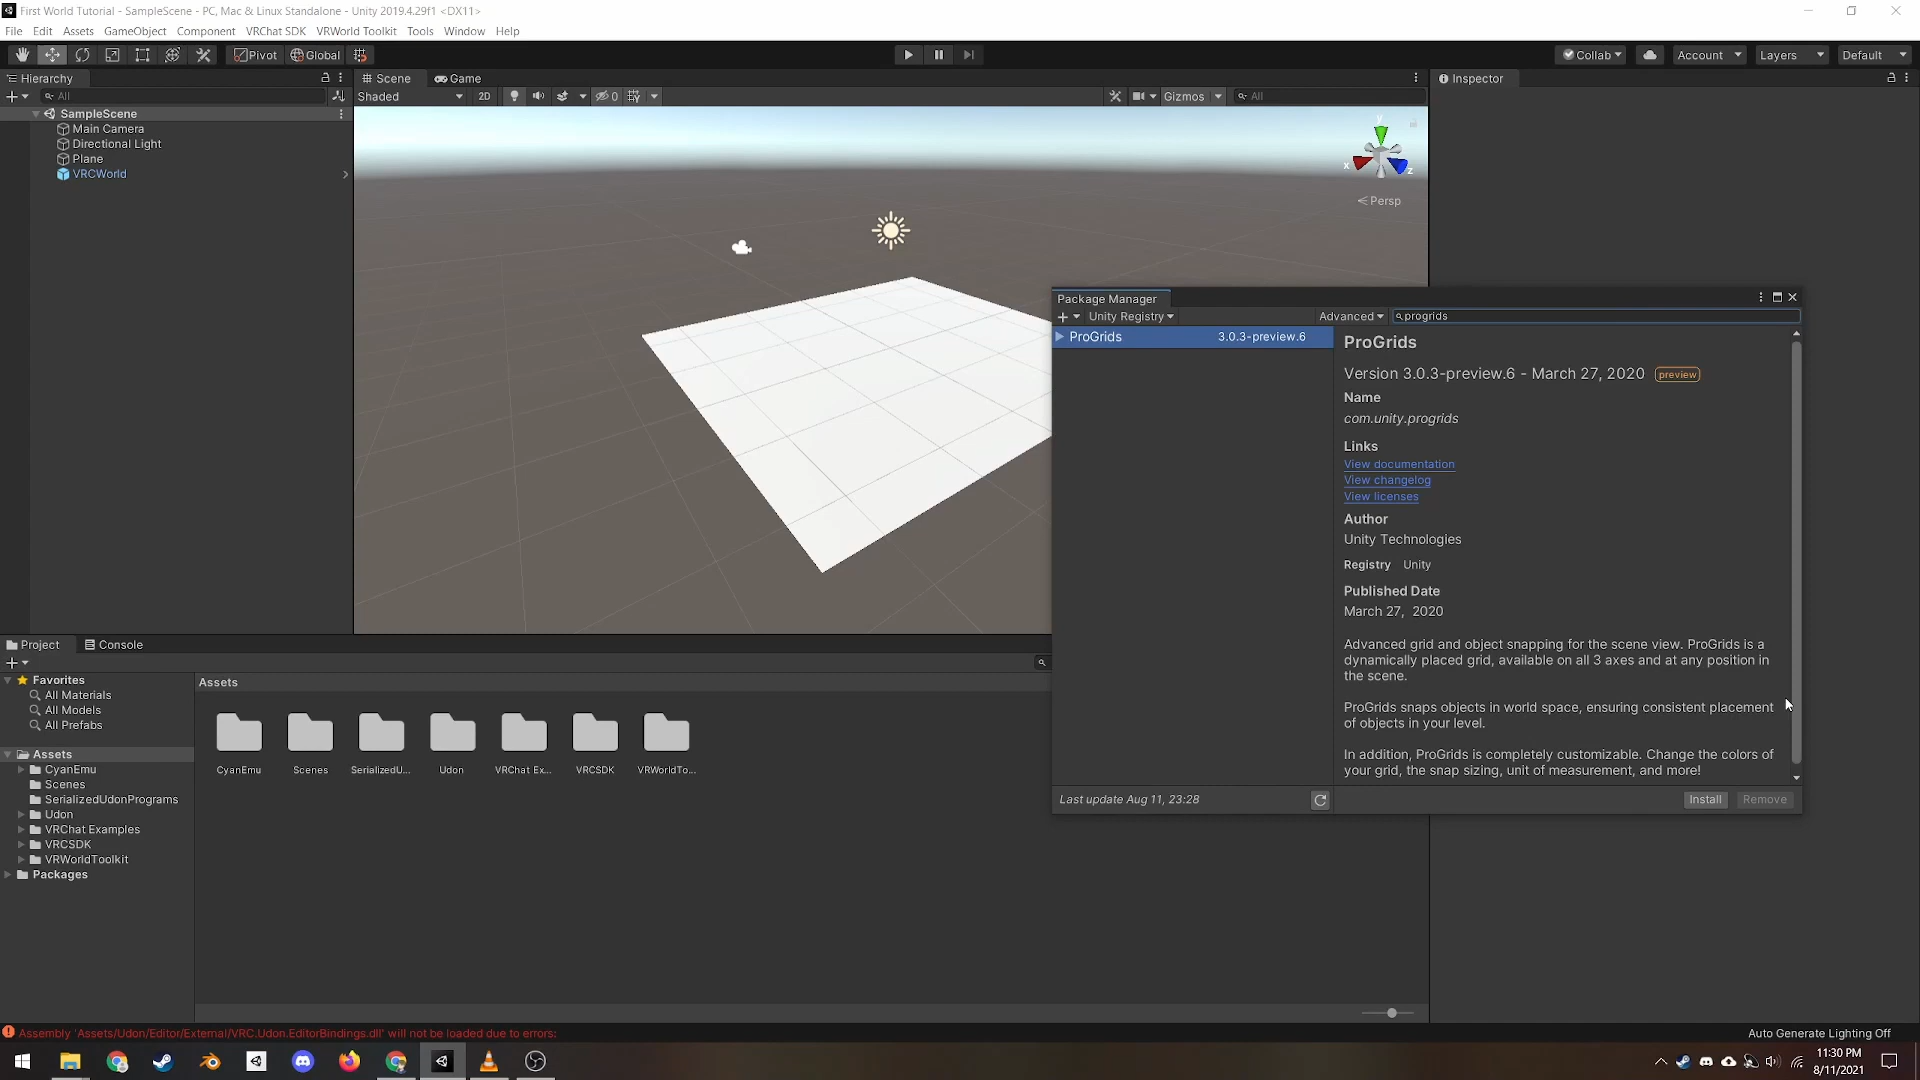 First World Tutorial - SampleScene - PC, Mac & Linux Standalone - Unity 2019.4.29f1 <DX11>
File Edit Assets GameObject Component VRChat SDK VRWorld Toolkit Tools Window Help
Pivot Global Collab Account Layers Default
Hierarchy Scene Game Inspector
All Shaded 2D 0 Gizmos All
SampleScene
Main Camera
Directional Light
Plane
VRCWorld
y
x z
Persp
Package Manager
Unity Registry Advanced progrids
ProGrids 3.0.3-preview.6
ProGrids
Version 3.0.3-preview.6 - March 27, 2020 preview
Name
com.unity.progrids
Links
View documentation
View changelog
View licenses
Author
Unity Technologies
Registry Unity
Published Date
March 27, 2020
Advanced grid and object snapping for the scene view. ProGrids is a
dynamically placed grid, available on all 3 axes and at any position in
the scene.
ProGrids snaps objects in world space, ensuring consistent placement
of objects in your level.
In addition, ProGrids is completely customizable. Change the colors of
your grid, the snap sizing, unit of measurement, and more!
Last update Aug 11, 23:28 Install Remove
Project Console
Favorites
All Materials
All Models
All Prefabs
Assets
CyanEmu
Scenes
SerializedUdonPrograms
Udon
VRChat Examples
VRCSDK
VRWorldToolkit
Packages
Assets
CyanEmu Scenes SerializedU... Udon VRChat Ex... VRCSDK VRWorldTo...
Assembly 'Assets/Udon/Editor/External/VRC.Udon.EditorBindings.dll' will not be loaded due to errors:
Auto Generate Lighting Off
11:30 PM
8/11/2021